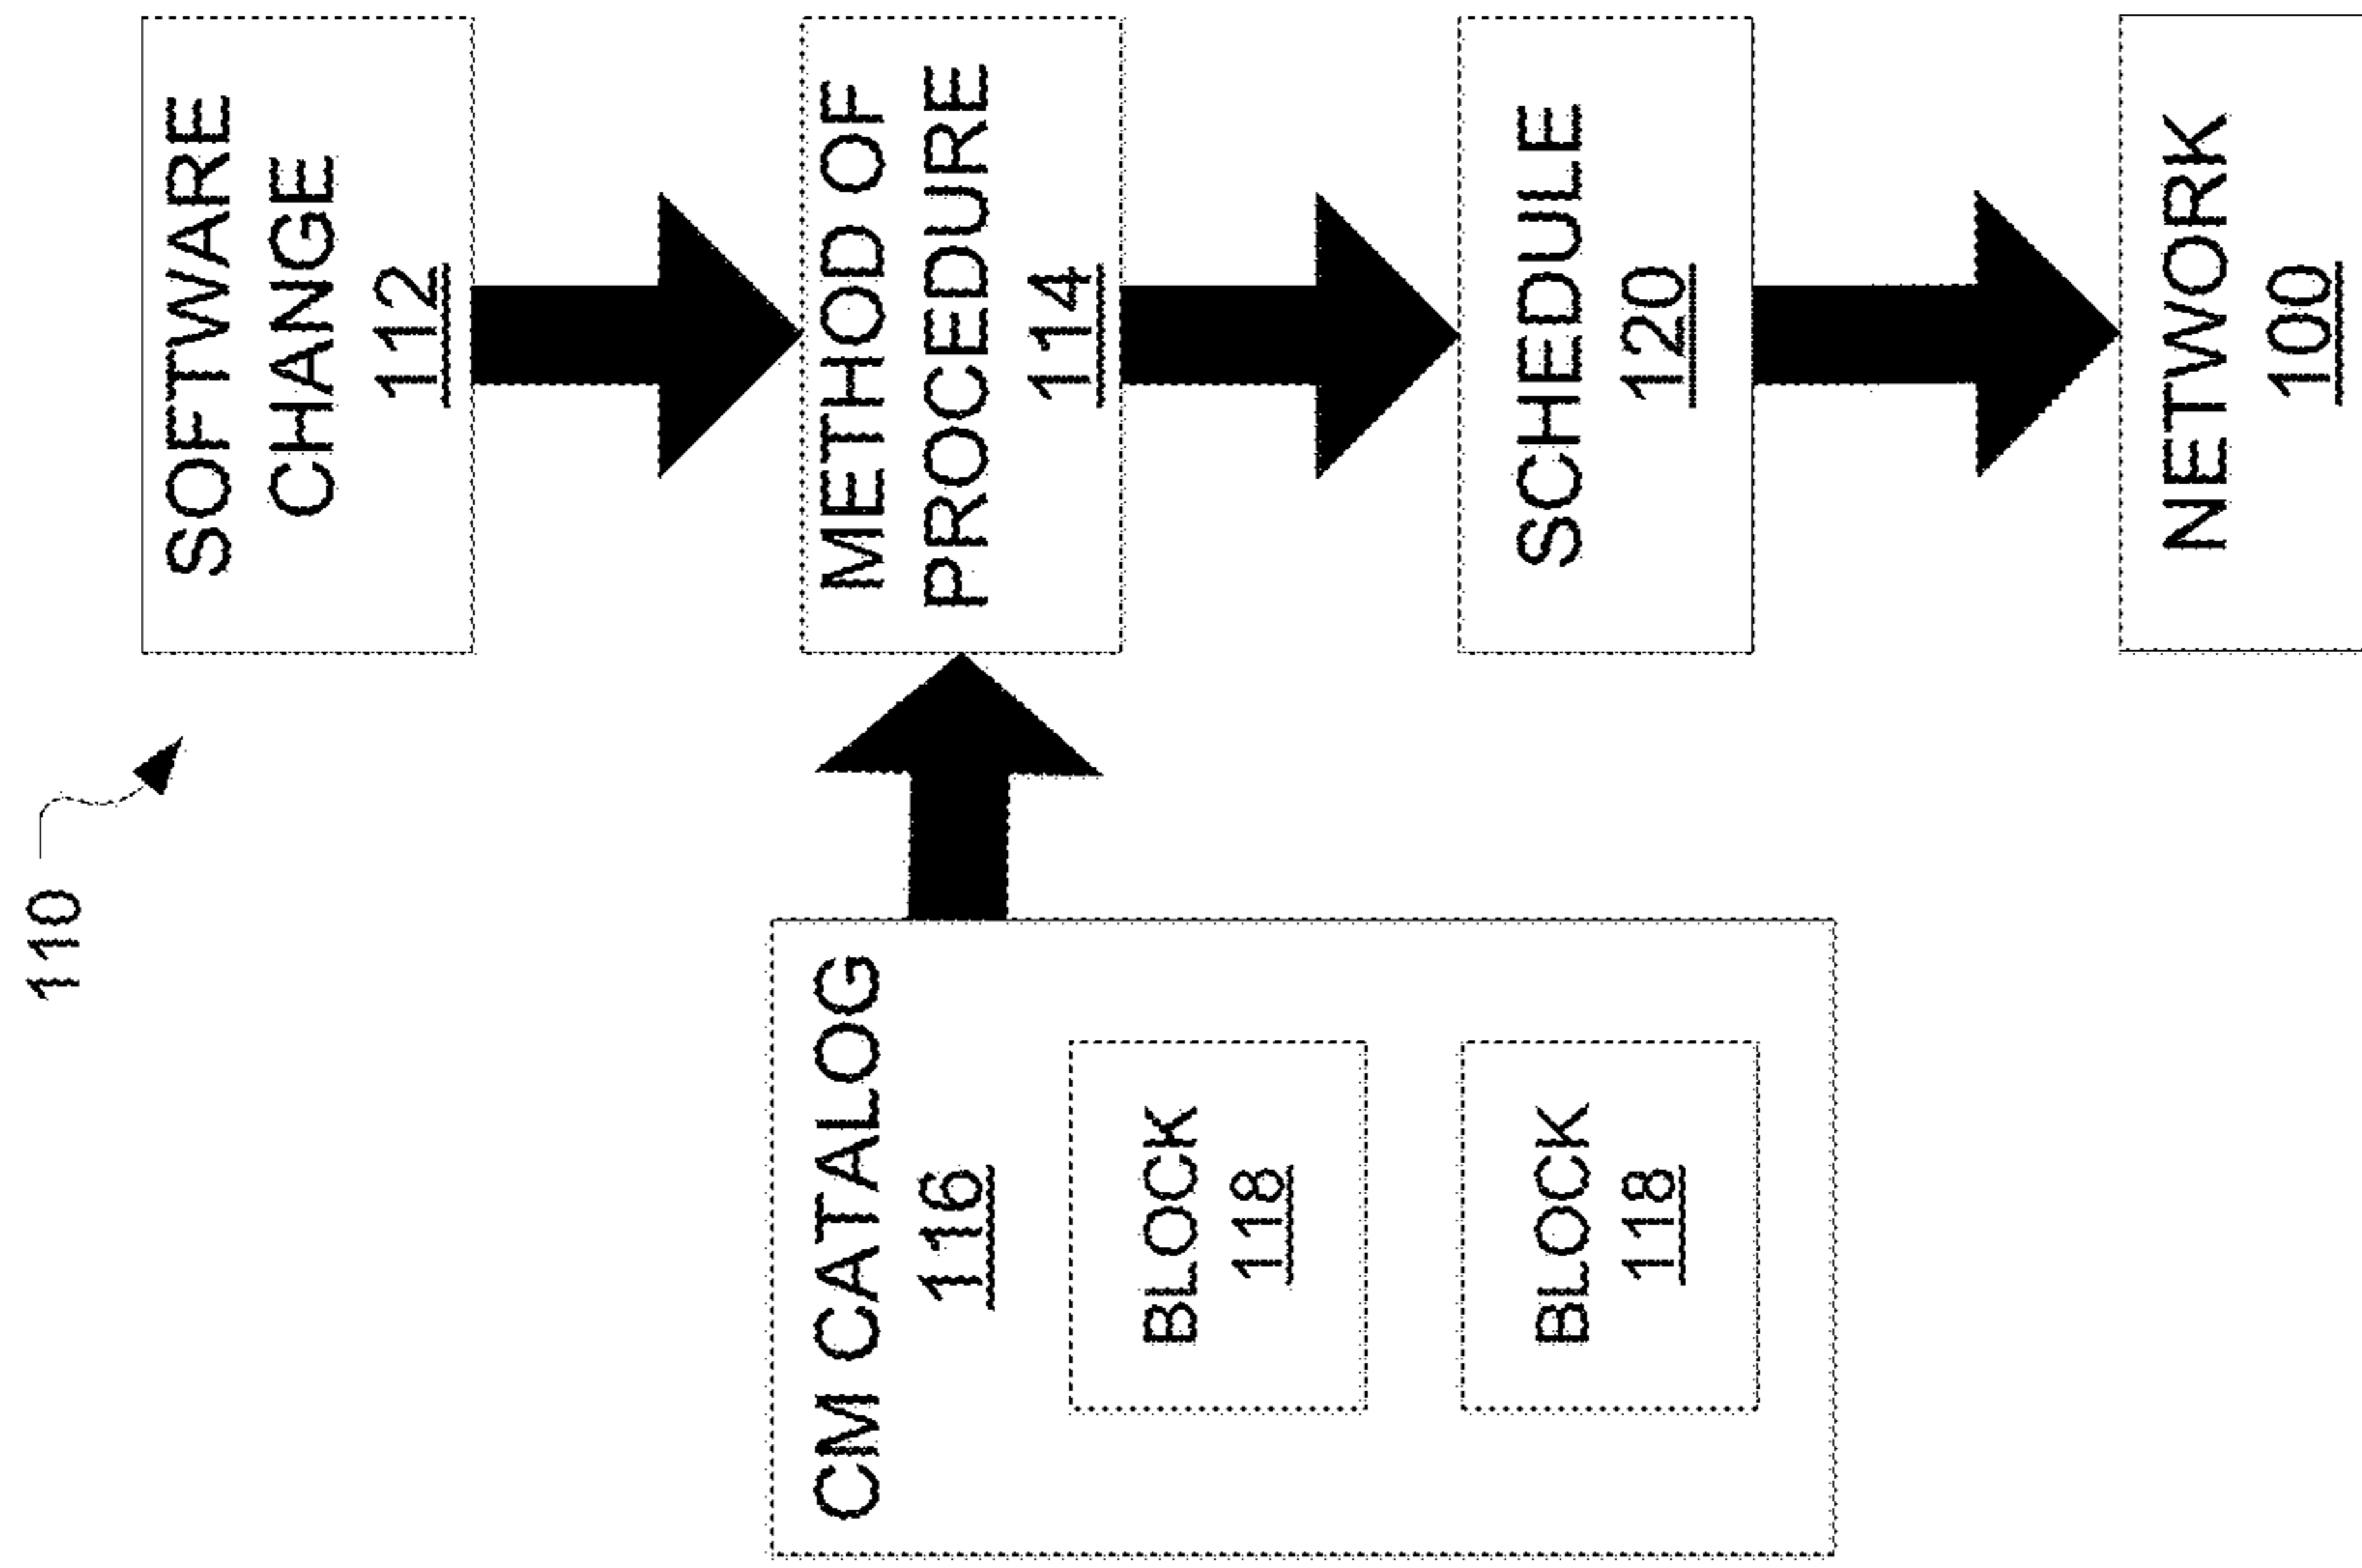 110
SOFTWARE
CHANGE
112
METHOD OF
PROCEDURE
114
SCHEDULE
120
NETWORK
100
CM CATALOG
116
BLOCK
118
BLOCK
118